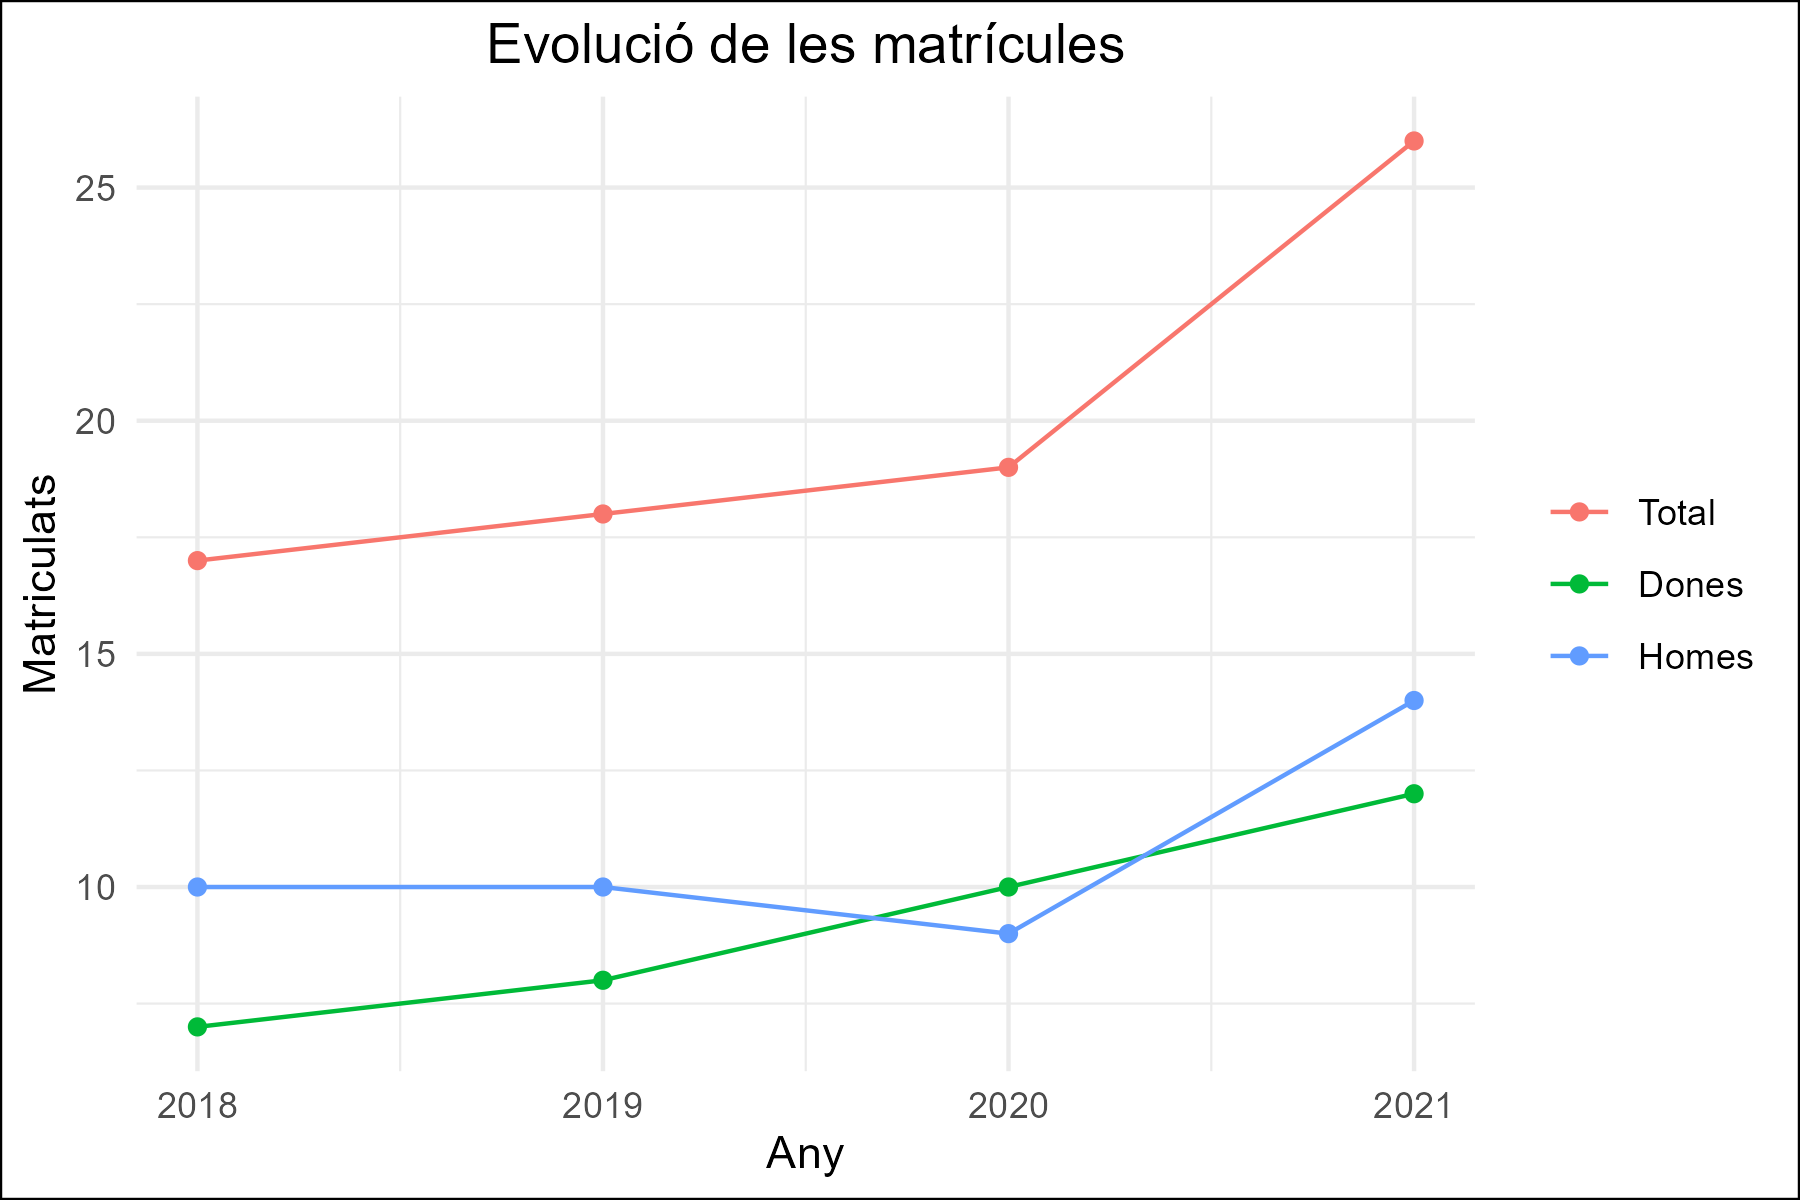 Evolució de les matrícules
25
20
15
10
Matriculats
2018 2019 2020 2021
Any
Total
Dones
Homes